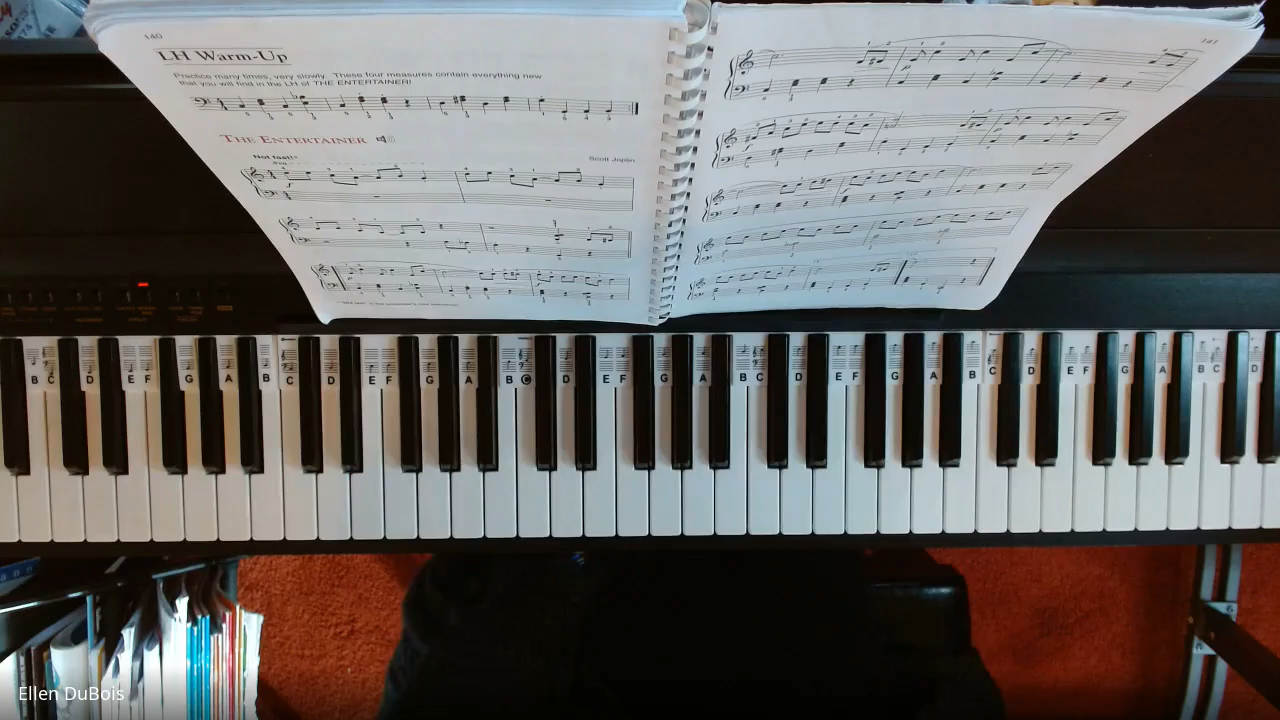 140
LH Warm-Up
Practice many times, very slowly. These four measures contain everything new
that you will find in the LH of THE ENTERTAINER!
THE ENTERTAINER
Not fast!*
8va
Scott Joplin
141
B C D E F G A B C D E F G A B C D E F G A B C D E F G A B C D E F G A B C D
Ellen DuBois